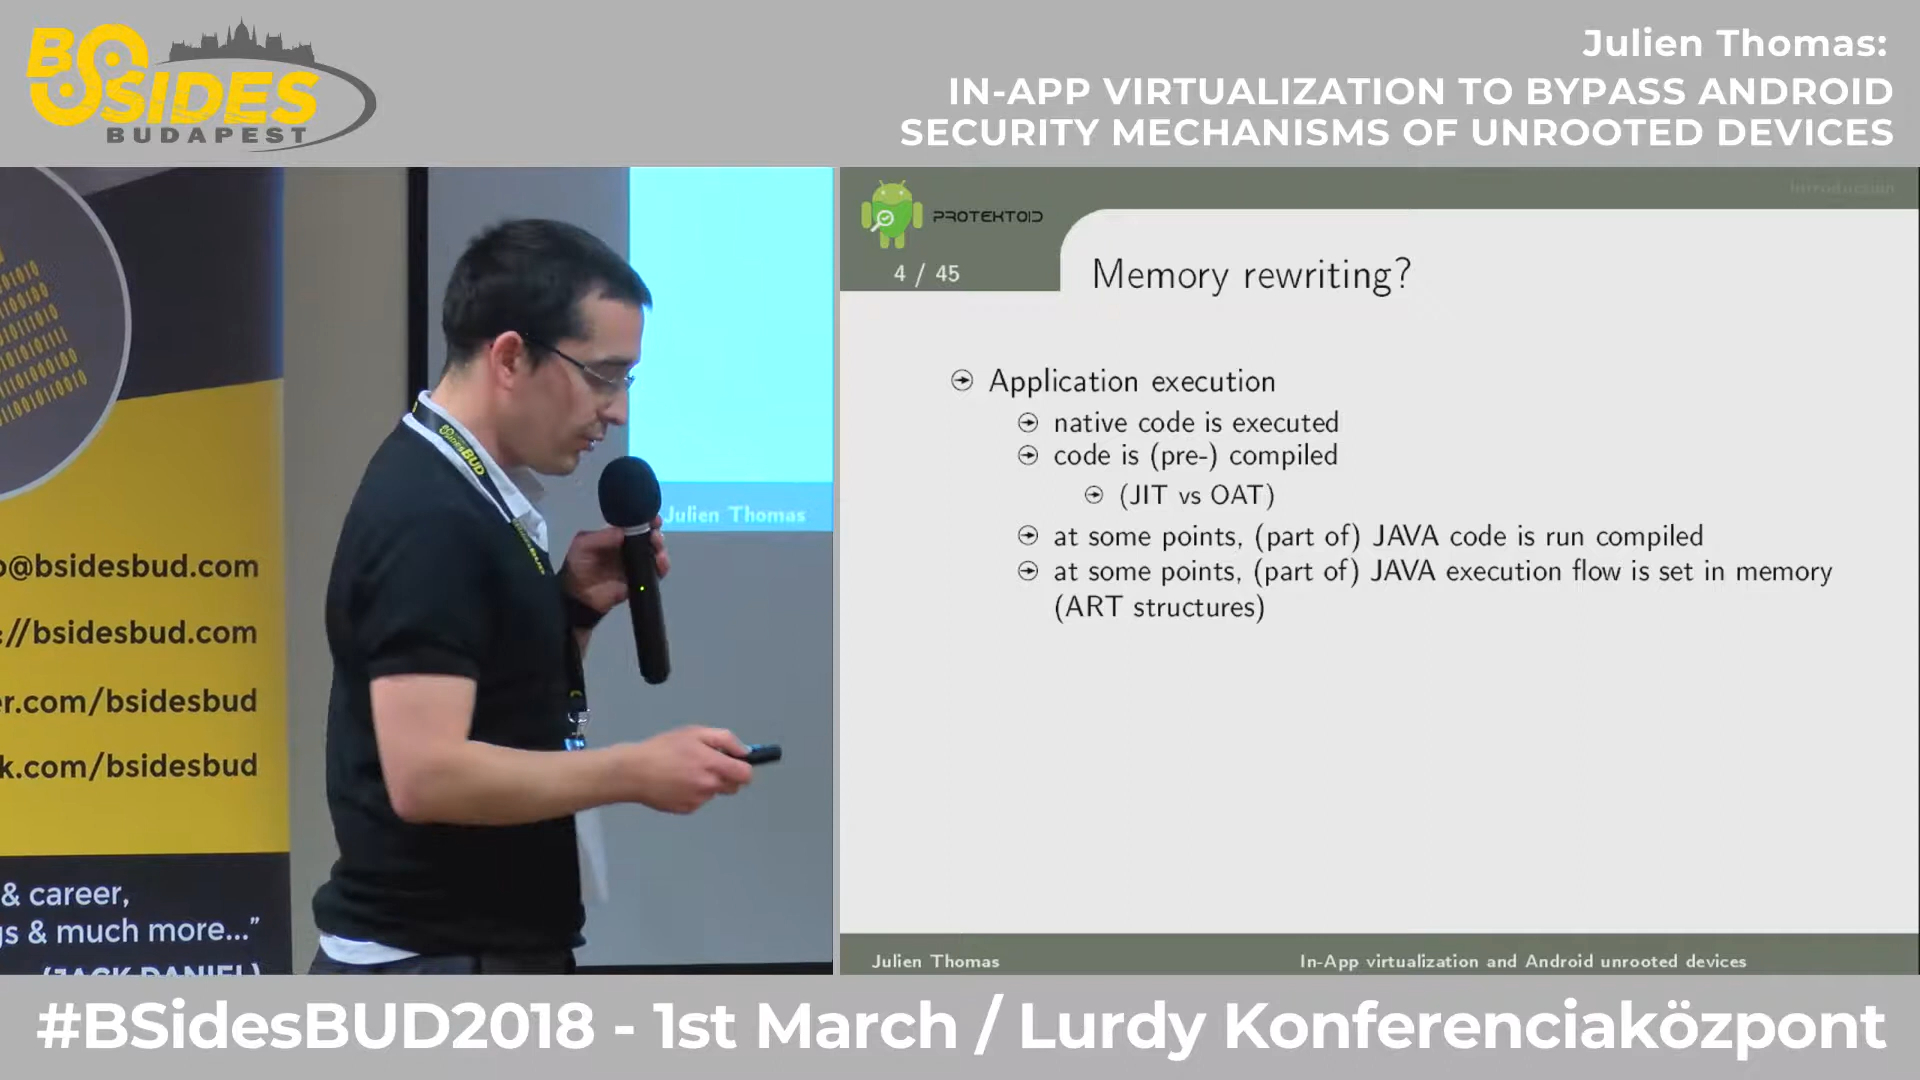 BSIDES
BUDAPEST
Julien Thomas:
IN-APP VIRTUALIZATION TO BYPASS ANDROID
SECURITY MECHANISMS OF UNROOTED DEVICES
o@bsidesbud.com
://bsidesbud.com
r.com/bsidesbud
k.com/bsidesbud
& career,
gs & much more..."
(JACK DANIEL)
BSidesBUD
Julien Thomas
Introduction
PROTEKTOID
4 / 45
Memory rewriting?
Application execution
native code is executed
code is (pre-) compiled
(JIT vs OAT)
at some points, (part of) JAVA code is run compiled
at some points, (part of) JAVA execution flow is set in memory
(ART structures)
Julien Thomas
In-App virtualization and Android unrooted devices
#BSidesBUD2018 - 1st March / Lurdy Konferenciaközpont